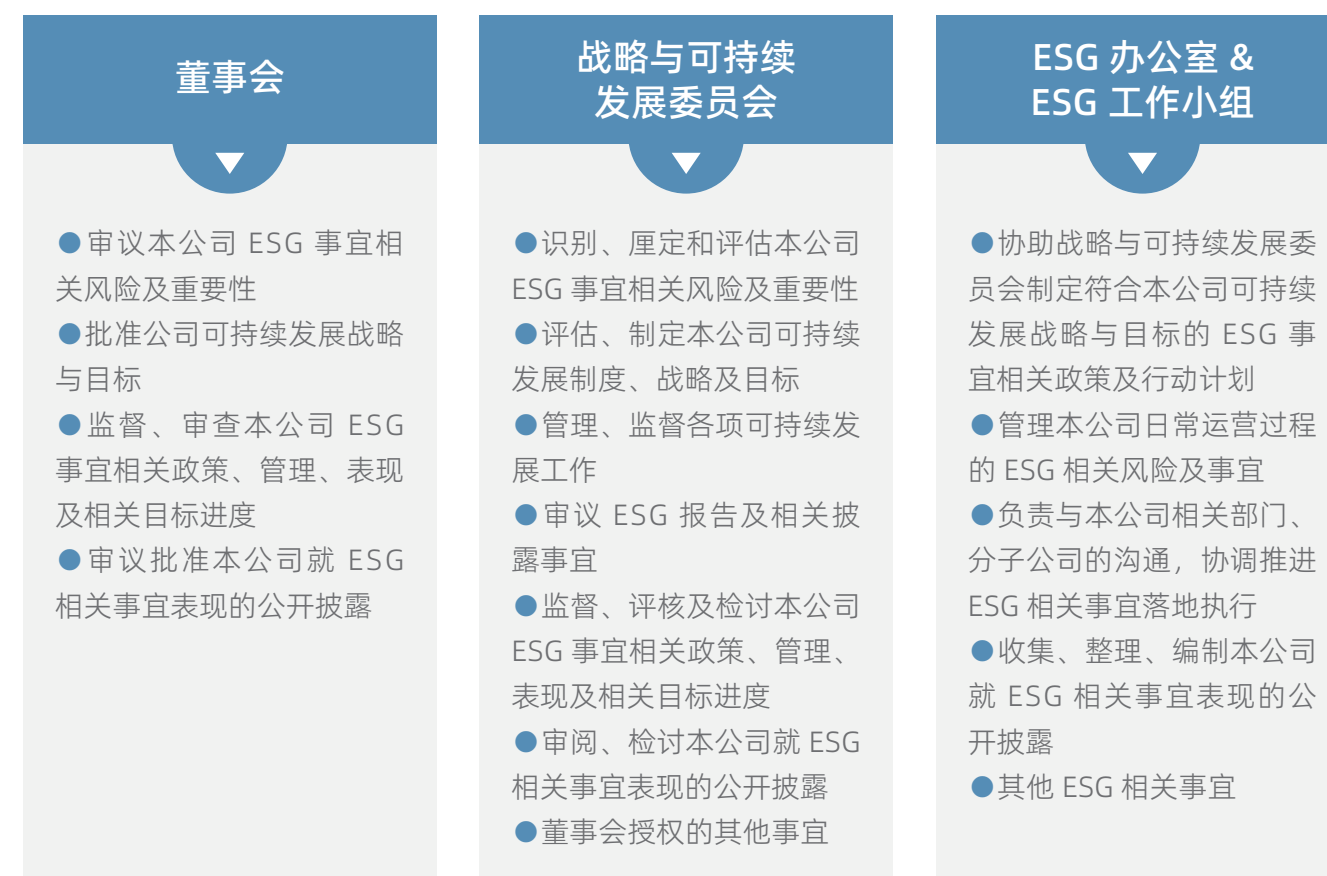 董事会
●审议本公司 ESG 事宜相
关风险及重要性
●批准公司可持续发展战略
与目标
●监督、审查本公司 ESG
事宜相关政策、管理、表现
及相关目标进度
●审议批准本公司就 ESG
相关事宜表现的公开披露
战略与可持续
发展委员会
●识别、厘定和评估本公司
ESG 事宜相关风险及重要性
●评估、制定本公司可持续
发展制度、战略及目标
●管理、监督各项可持续发
展工作
●审议 ESG 报告及相关披
露事宜
●监督、评核及检讨本公司
ESG 事宜相关政策、管理、
表现及相关目标进度
●审阅、检讨本公司就 ESG
相关事宜表现的公开披露
●董事会授权的其他事宜
ESG 办公室 &
ESG 工作小组
●协助战略与可持续发展委
员会制定符合本公司可持续
发展战略与目标的 ESG 事
宜相关政策及行动计划
●管理本公司日常运营过程
的 ESG 相关风险及事宜
●负责与本公司相关部门、
分子公司的沟通，协调推进
ESG 相关事宜落地执行
●收集、整理、编制本公司
就 ESG 相关事宜表现的公
开披露
●其他 ESG 相关事宜